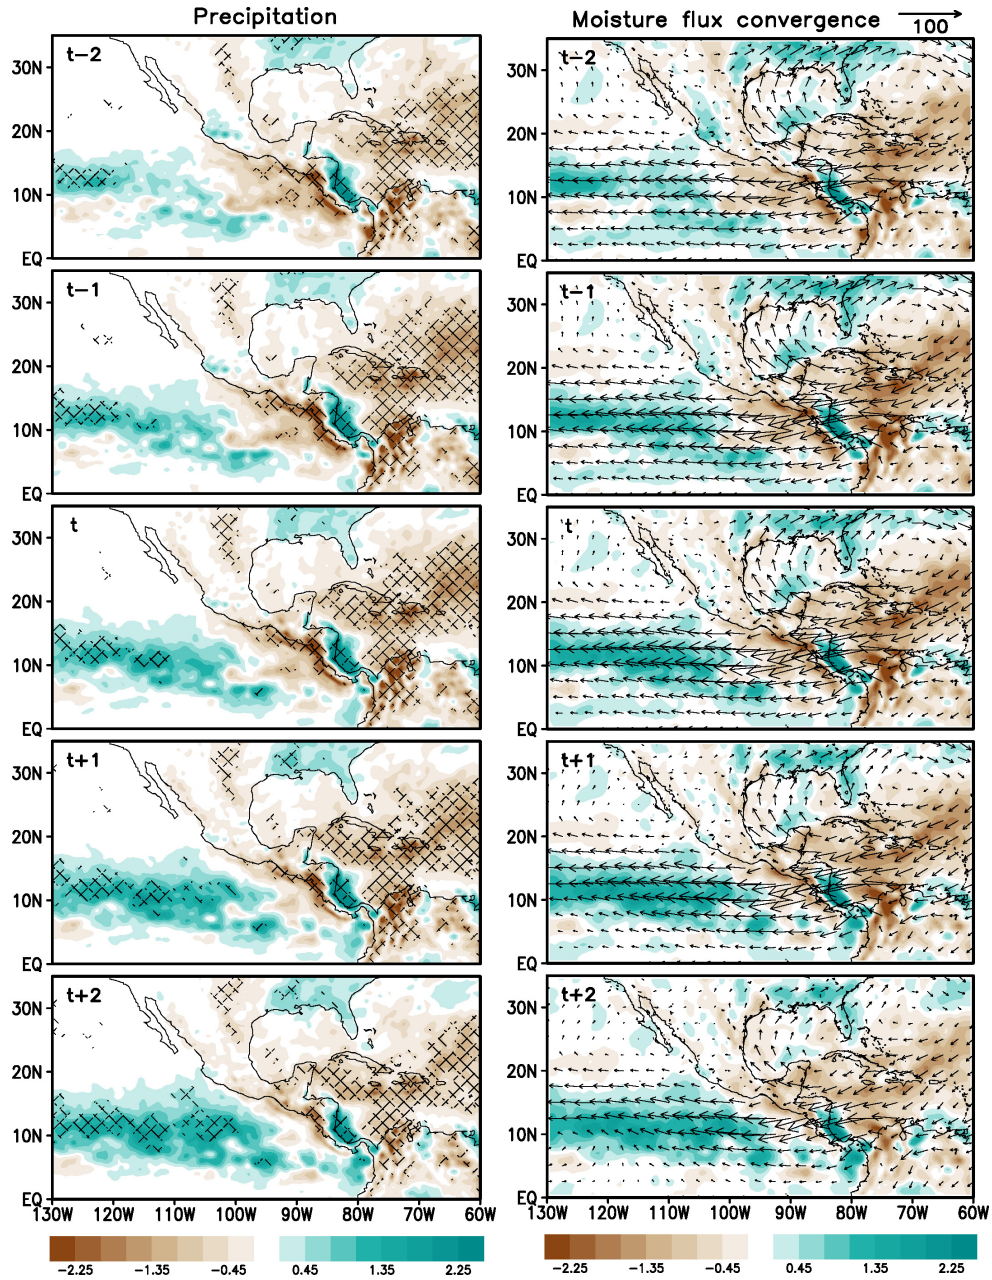 Precipitation
Moisture flux convergence
100
t−2
30N
20N
10N
EQ
t−2
30N
20N
10N
EQ
t−1
30N
20N
10N
EQ
t−1
30N
20N
10N
EQ
t
30N
20N
10N
EQ
t
30N
20N
10N
EQ
t+1
30N
20N
10N
EQ
t+1
30N
20N
10N
EQ
t+2
30N
20N
10N
EQ
t+2
30N
20N
10N
EQ
130W 120W 110W 100W 90W 80W 70W 60W
130W 120W 110W 100W 90W 80W 70W 60W
−2.25 −1.35 −0.45 0.45 1.35 2.25
−2.25 −1.35 −0.45 0.45 1.35 2.25